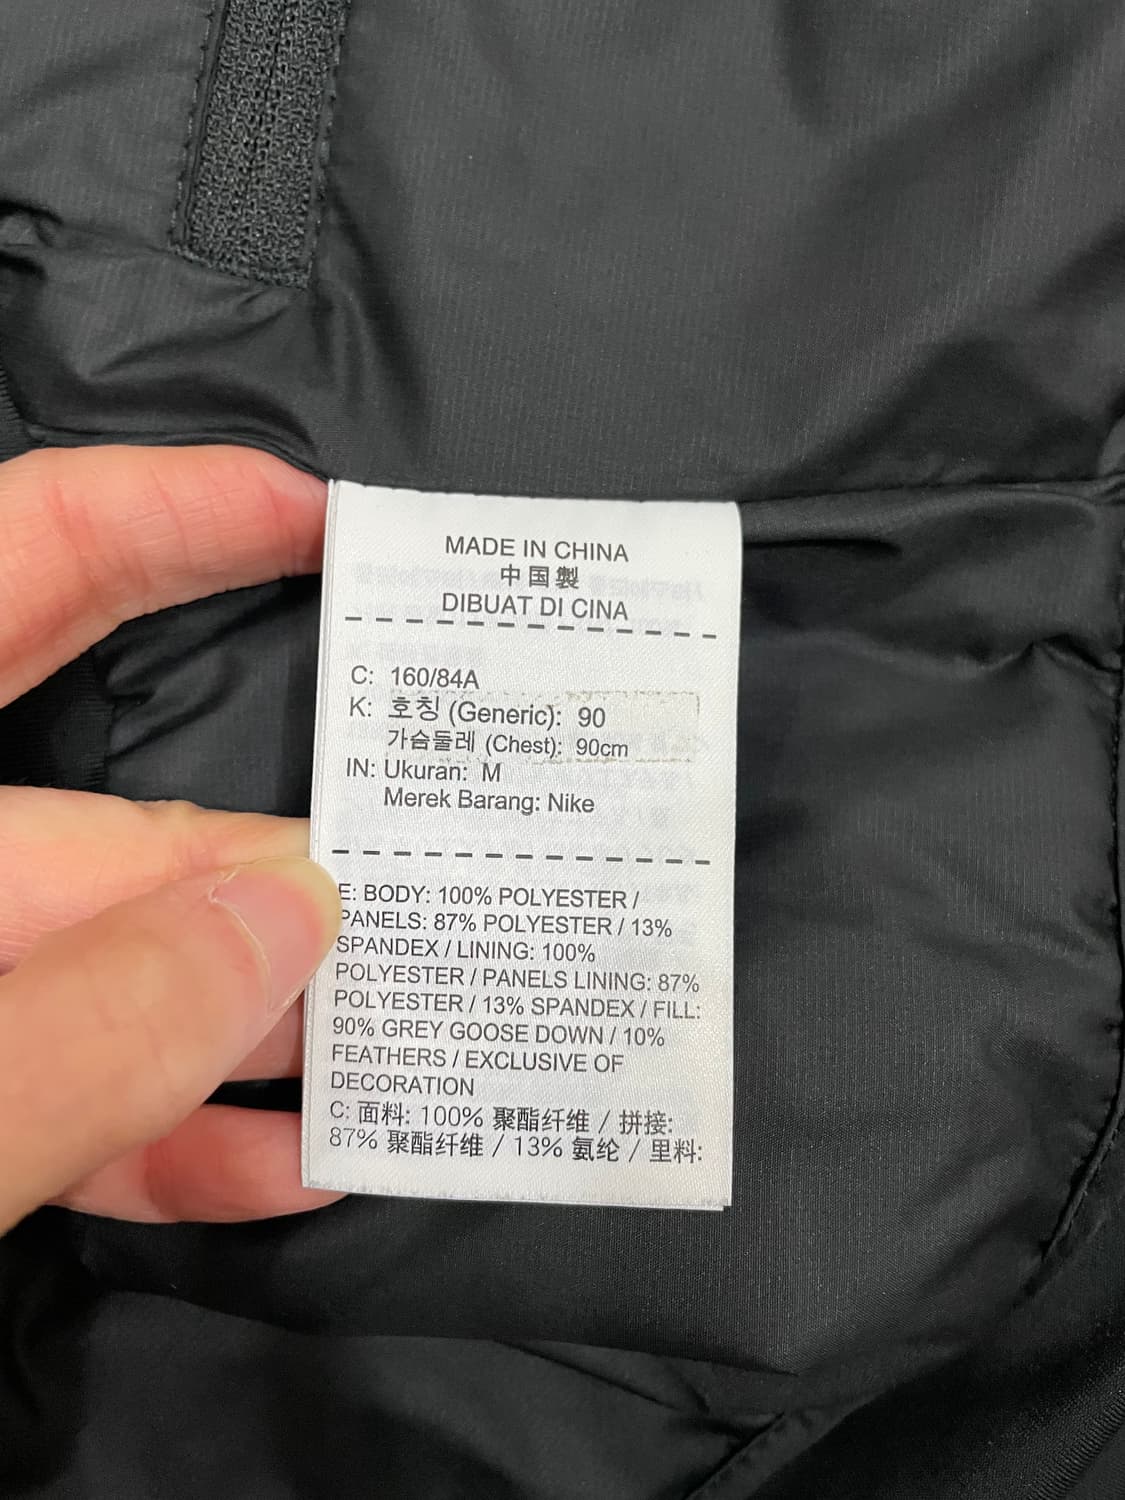 MADE IN CHINA
中国製
DIBUAT DI CINA
C: 160/84A
K: 호칭 (Generic): 90
가슴둘레 (Chest): 90cm
IN: Ukuran: M
Merek Barang: Nike
E: BODY: 100% POLYESTER /
PANELS: 87% POLYESTER / 13%
SPANDEX / LINING: 100%
POLYESTER / PANELS LINING: 87%
POLYESTER / 13% SPANDEX / FILL:
90% GREY GOOSE DOWN / 10%
FEATHERS / EXCLUSIVE OF
DECORATION
C: 面料: 100% 聚酯纤维 / 拼接:
87% 聚酯纤维 / 13% 氨纶 / 里料: